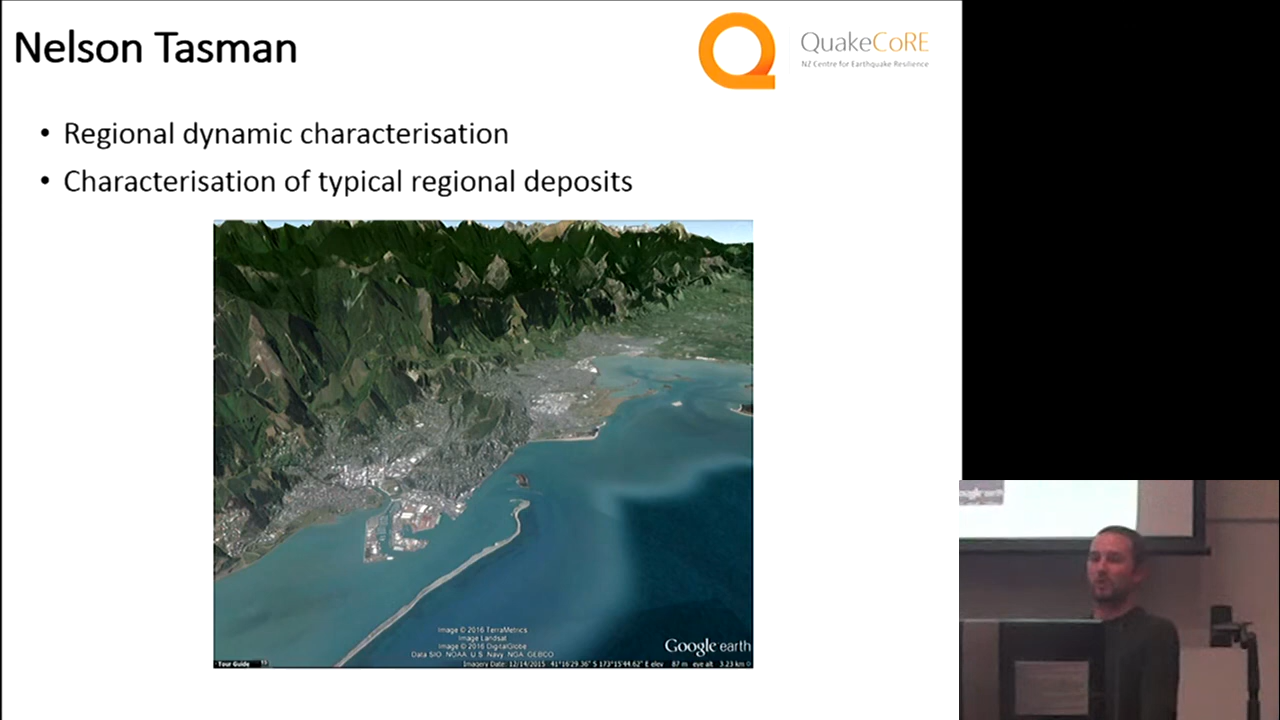 Nelson Tasman
QuakeCoRE
NZ Centre for Earthquake Resilience
• Regional dynamic characterisation
• Characterisation of typical regional deposits
Image © 2016 TerraMetrics
Image Landsat
Image © 2016 DigitalGlobe
Data SIO, NOAA, U.S. Navy, NGA, GEBCO
Google earth
Tour Guide
Imagery Date: 12/14/2015 41°16'29.36" S 173°15'44.62" E elev 87 m eye alt 3.23 km